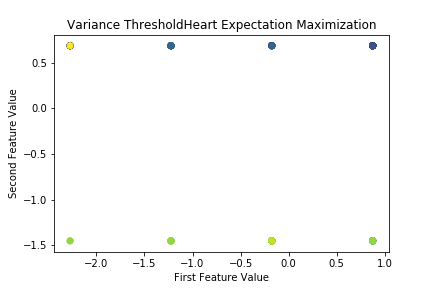 Variance ThresholdHeart Expectation Maximization
0.5
0.0
−0.5
−1.0
−1.5
Second Feature Value
−2.0 −1.5 −1.0 −0.5 0.0 0.5 1.0
First Feature Value